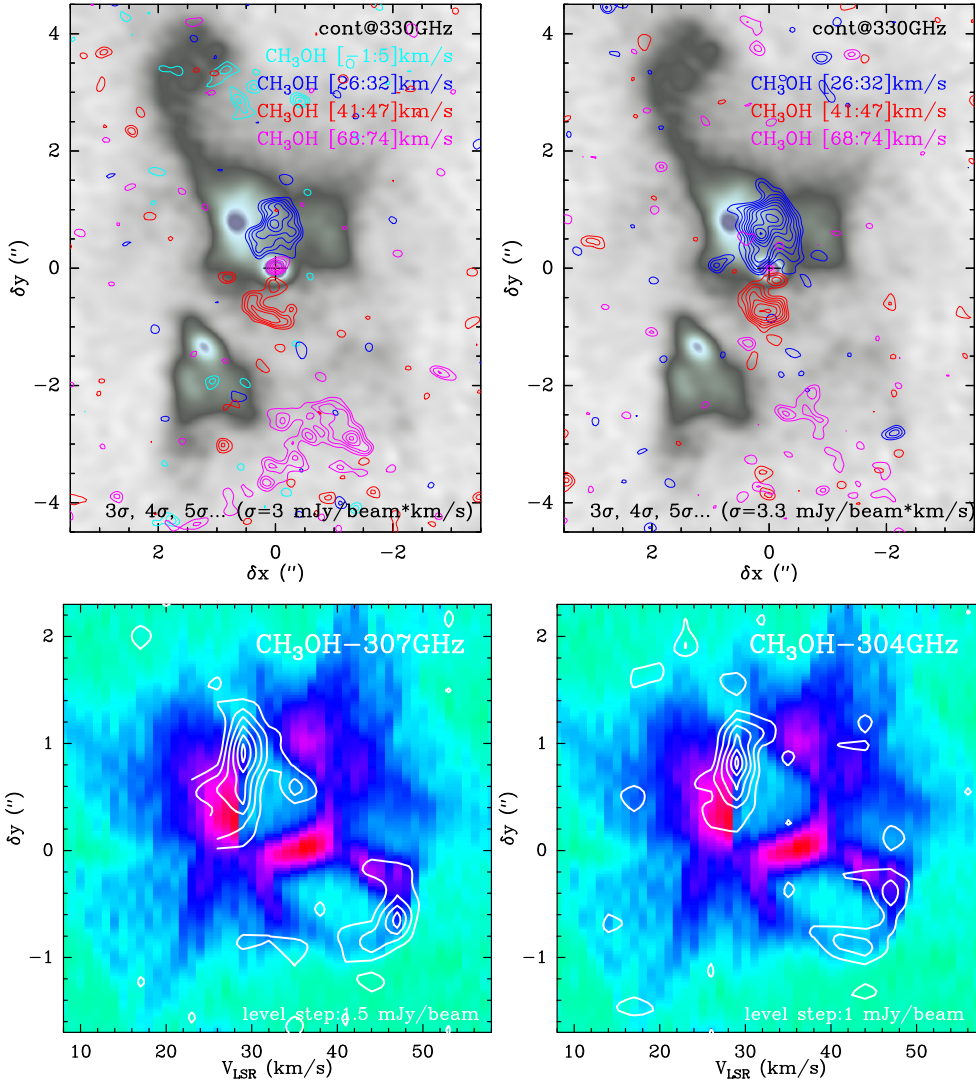 cont@330GHz
CH₃OH [−1:5]km/s
CH₃OH [26:32]km/s
CH₃OH [41:47]km/s
CH₃OH [68:74]km/s
4
2
0
−2
−4
δy (″)
3σ, 4σ, 5σ... (σ=3 mJy/beam*km/s)
2
0
−2
δx (″)
cont@330GHz
CH₃OH [26:32]km/s
CH₃OH [41:47]km/s
CH₃OH [68:74]km/s
4
2
0
−2
−4
δy (″)
3σ, 4σ, 5σ... (σ=3.3 mJy/beam*km/s)
2
0
−2
δx (″)
CH₃OH−307GHz
2
1
0
−1
δy (″)
level step:1.5 mJy/beam
10 20 30 40 50
V_LSR (km/s)
CH₃OH−304GHz
2
1
0
−1
δy (″)
level step:1 mJy/beam
10 20 30 40 50
V_LSR (km/s)